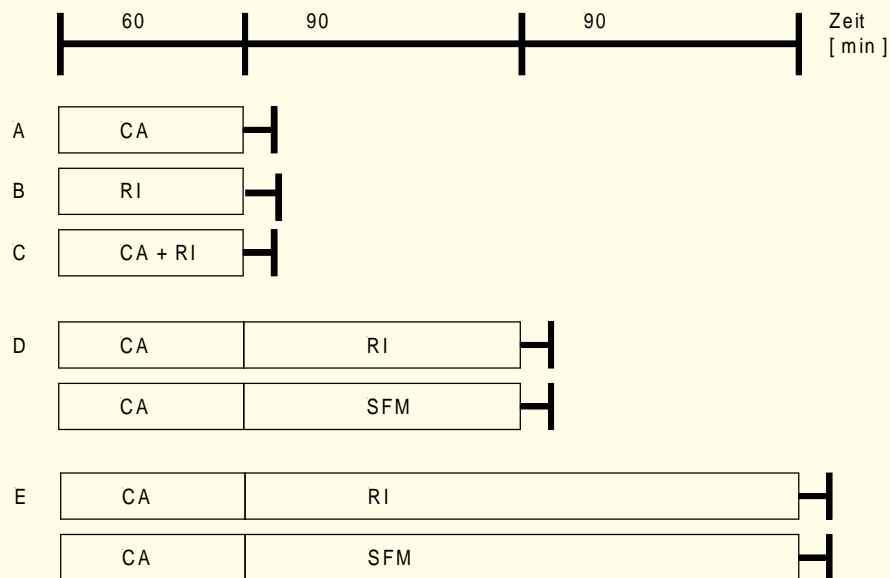 60 90 90 Zeit
[ min ]
A CA
B RI
C CA + RI
D CA RI
CA SFM
E CA RI
CA SFM